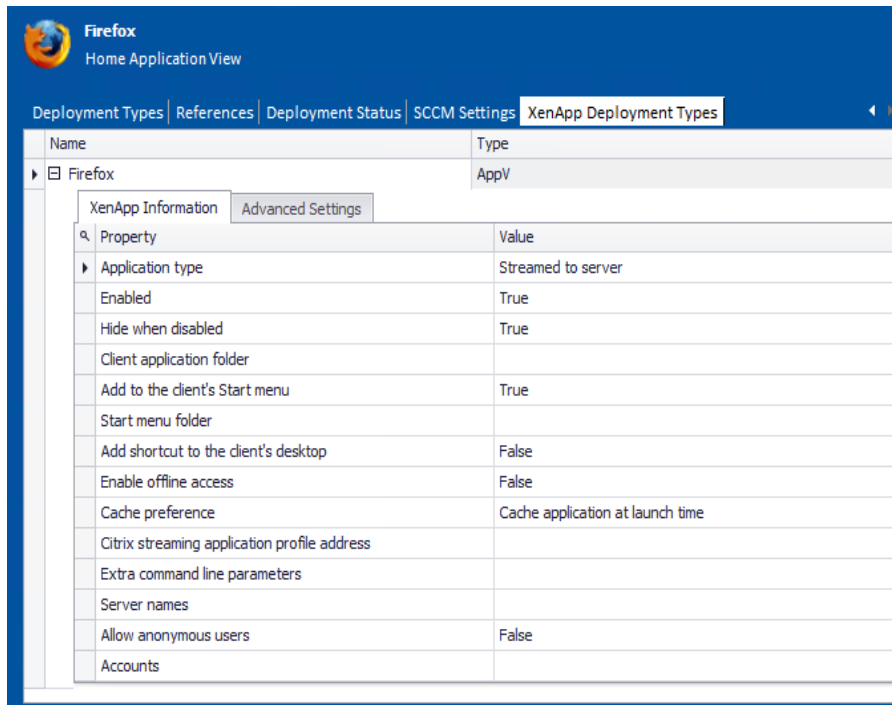 Firefox
Home Application View
Deployment Types References Deployment Status SCCM Settings XenApp Deployment Types
Name Type
Firefox AppV
XenApp Information Advanced Settings
Property Value
Application type Streamed to server
Enabled True
Hide when disabled True
Client application folder
Add to the client's Start menu True
Start menu folder
Add shortcut to the client's desktop False
Enable offline access False
Cache preference Cache application at launch time
Citrix streaming application profile address
Extra command line parameters
Server names
Allow anonymous users False
Accounts